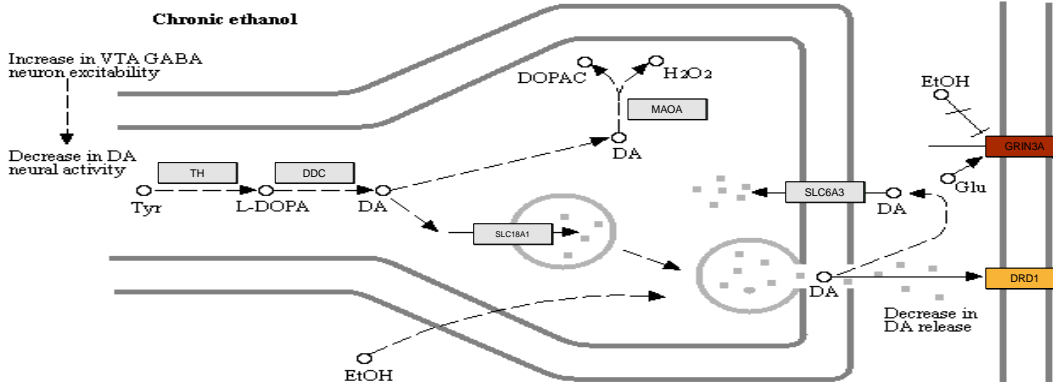 Chronic ethanol
Increase in VTA GABA
neuron excitability
Decrease in DA
neural activity
Tyr
TH
L-DOPA
DDC
DA
DOPAC
H2O2
MAOA
DA
SLC18A1
EtOH
SLC6A3
DA
DA
Decrease in
DA release
EtOH
GRIN3A
Glu
DRD1